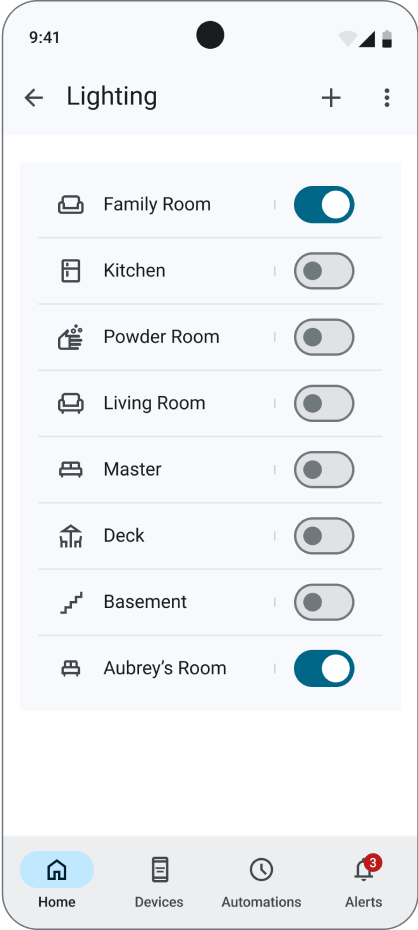 9:41
Lighting
Family Room
Kitchen
Powder Room
Living Room
Master
Deck
Basement
Aubrey’s Room
3
Home Devices Automations Alerts